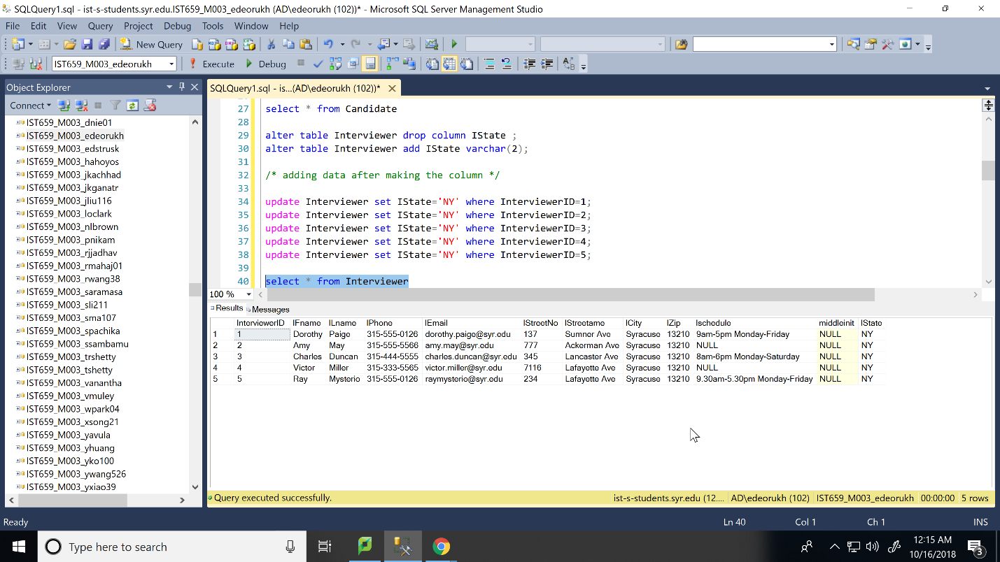 SQLQuery1.sql - ist-s-students.syr.edu.IST659_M003_edeorukh (AD\edeorukh (102))* - Microsoft SQL Server Management Studio
File Edit View Query Project Debug Tools Window Help
New Query
IST659_M003_edeorukh Execute Debug
Object Explorer
Connect
IST659_M003_dnie01
IST659_M003_edeorukh
IST659_M003_edstrusk
IST659_M003_hahoyos
IST659_M003_jkachhad
IST659_M003_jkganatr
IST659_M003_jliu116
IST659_M003_loclark
IST659_M003_nlbrown
IST659_M003_pnikam
IST659_M003_rjjadhav
IST659_M003_rmahaj01
IST659_M003_rwang38
IST659_M003_saramasa
IST659_M003_sli211
IST659_M003_sma107
IST659_M003_spachika
IST659_M003_ssambamu
IST659_M003_trshetty
IST659_M003_tshetty
IST659_M003_vanantha
IST659_M003_vmuley
IST659_M003_wpark04
IST659_M003_xsong21
IST659_M003_yavula
IST659_M003_yhuang
IST659_M003_yko100
IST659_M003_ywang526
IST659_M003_yxiao39
SQLQuery1.sql - is...(AD\edeorukh (102))*
27 select * from Candidate
28
29 alter table Interviewer drop column IState ;
30 alter table Interviewer add IState varchar(2);
31
32 /* adding data after making the column */
33
34 update Interviewer set IState='NY' where InterviewerID=1;
35 update Interviewer set IState='NY' where InterviewerID=2;
36 update Interviewer set IState='NY' where InterviewerID=3;
37 update Interviewer set IState='NY' where InterviewerID=4;
38 update Interviewer set IState='NY' where InterviewerID=5;
39
40 select * from Interviewer
100 %
Results Messages
InterviewerID IFname ILname IPhone IEmail IStreetNo IStreetame ICity IZip Ischedule middleinit IState
1 1 Dorothy Paige 315-555-0126 dorothy.paige@syr.edu 137 Sumner Ave Syracuse 13210 9am-5pm Monday-Friday NULL NY
2 2 Amy May 315-555-5566 amy.may@syr.edu 777 Ackerman Ave Syracuse 13210 NULL NULL NY
3 3 Charles Duncan 315-444-5555 charles.duncan@syr.edu 345 Lancaster Ave Syracuse 13210 8am-6pm Monday-Saturday NULL NY
4 4 Victor Miller 315-333-5565 victor.miller@syr.edu 7116 Lafayette Ave Syracuse 13210 NULL NULL NY
5 5 Ray Mysterio 315-555-0126 raymysterio@syr.edu 234 Lafayette Ave Syracuse 13210 9.30am-5.30pm Monday-Friday NULL NY
Query executed successfully. ist-s-students.syr.edu (12.... AD\edeorukh (102) IST659_M003_edeorukh 00:00:00 5 rows
Ready Ln 40 Col 1 Ch 1 INS
Type here to search
12:15 AM
10/16/2018
3